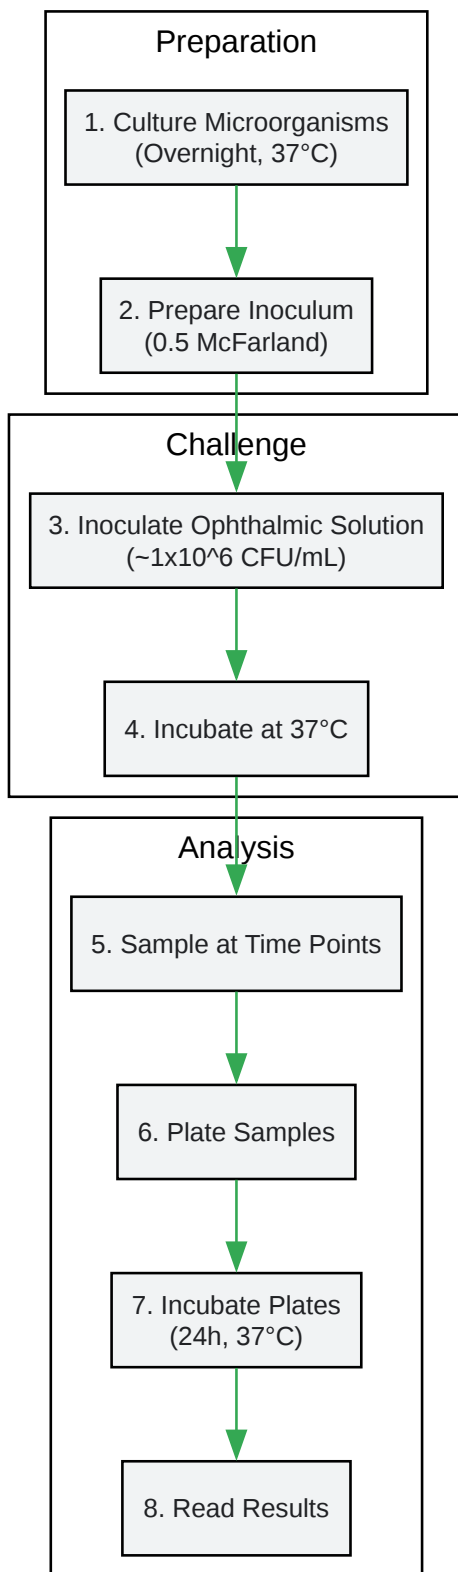 Preparation
1. Culture Microorganisms
(Overnight, 37°C)
2. Prepare Inoculum
(0.5 McFarland)
Challenge
3. Inoculate Ophthalmic Solution
(~1x10^6 CFU/mL)
4. Incubate at 37°C
Analysis
5. Sample at Time Points
6. Plate Samples
7. Incubate Plates
(24h, 37°C)
8. Read Results